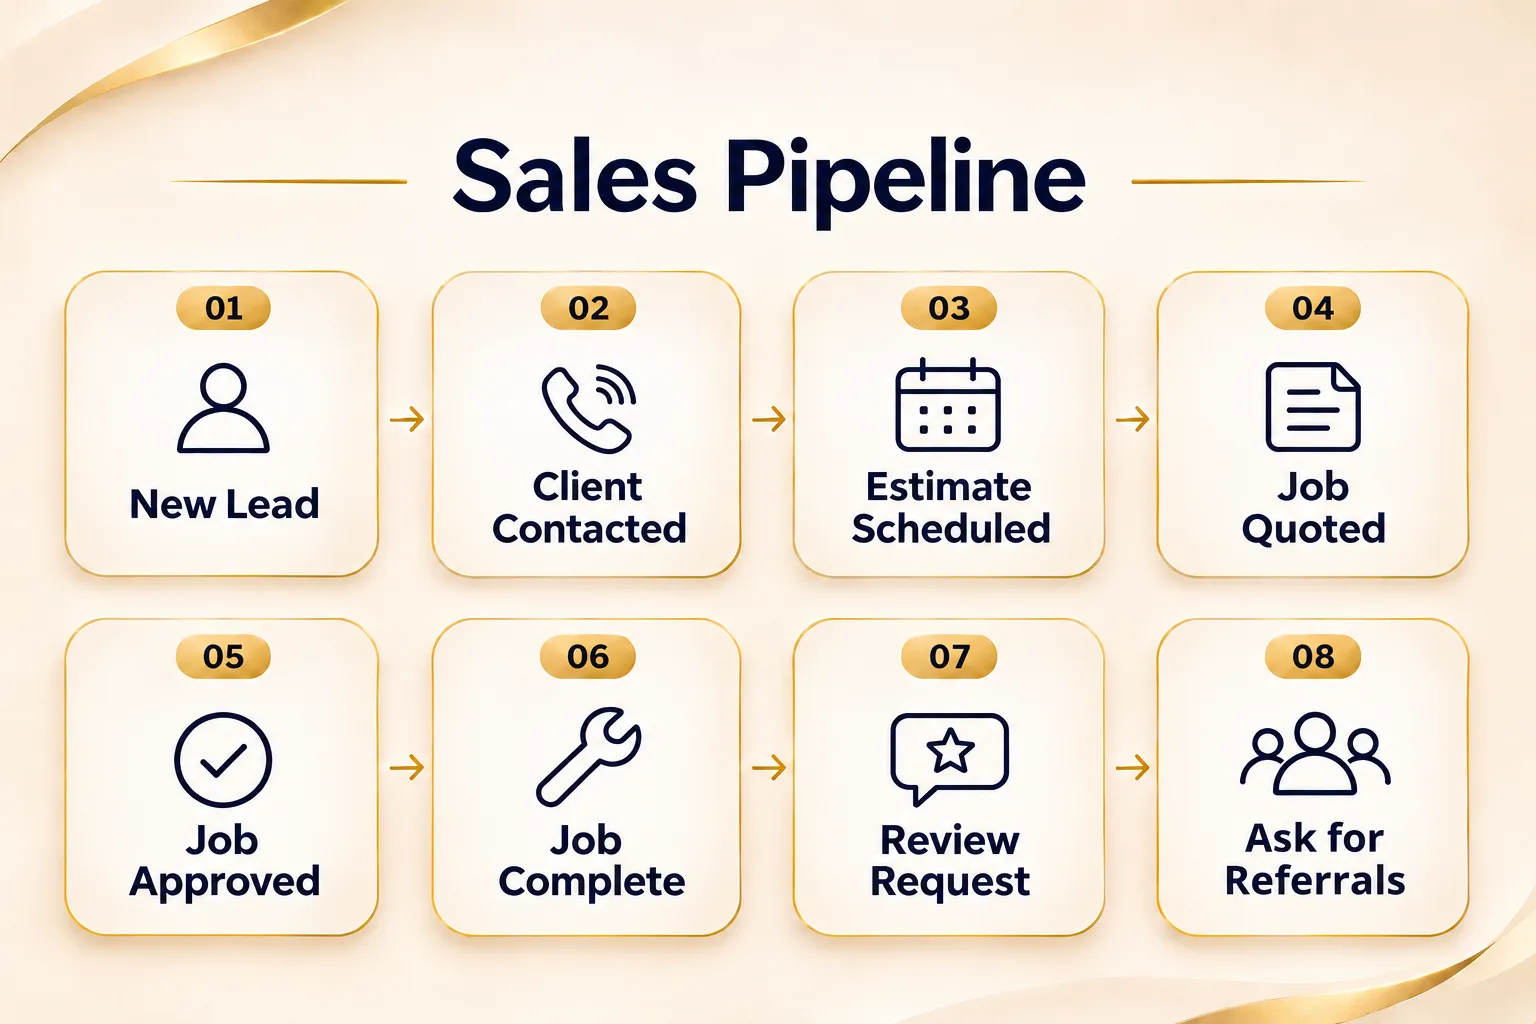 Sales Pipeline
01
New Lead
02
Client
Contacted
03
Estimate
Scheduled
04
Job
Quoted
05
Job
Approved
06
Job
Complete
07
Review
Request
08
Ask for
Referrals